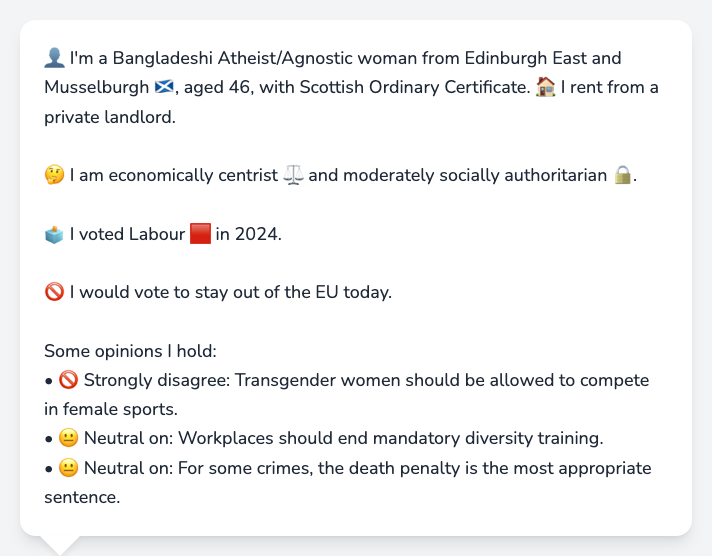 👤 I'm a Bangladeshi Atheist/Agnostic woman from Edinburgh East and
Musselburgh 🏴󠁧󠁢󠁳󠁣󠁴󠁿, aged 46, with Scottish Ordinary Certificate. 🏠 I rent from a
private landlord.
🤔 I am economically centrist ⚖️ and moderately socially authoritarian 🔒.
🗳️ I voted Labour 🟥 in 2024.
🚫 I would vote to stay out of the EU today.
Some opinions I hold:
• 🚫 Strongly disagree: Transgender women should be allowed to compete
in female sports.
• 😐 Neutral on: Workplaces should end mandatory diversity training.
• 😐 Neutral on: For some crimes, the death penalty is the most appropriate
sentence.